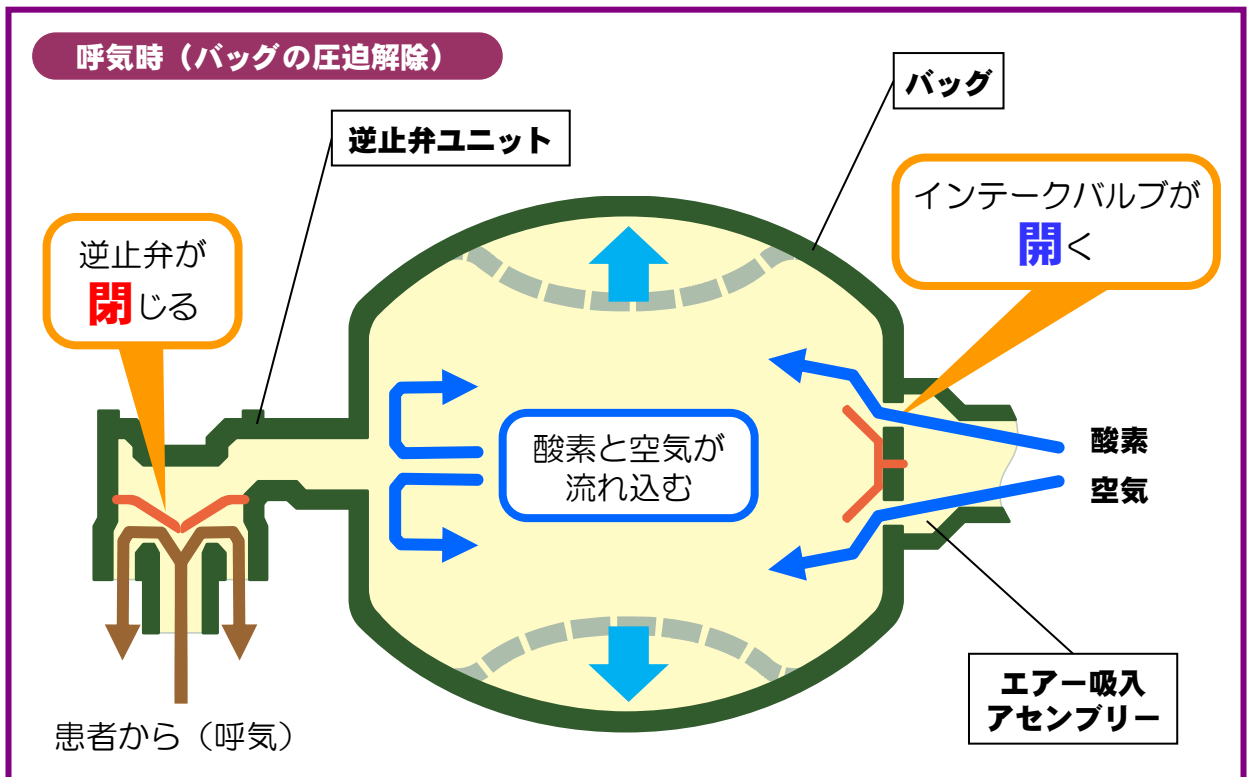 呼気時（バッグの圧迫解除）
バッグ
逆止弁ユニット
インテークバルブが
開く
逆止弁が
閉じる
酸素と空気が
流れ込む
酸素
空気
エアー吸入
アセンブリー
患者から（呼気）